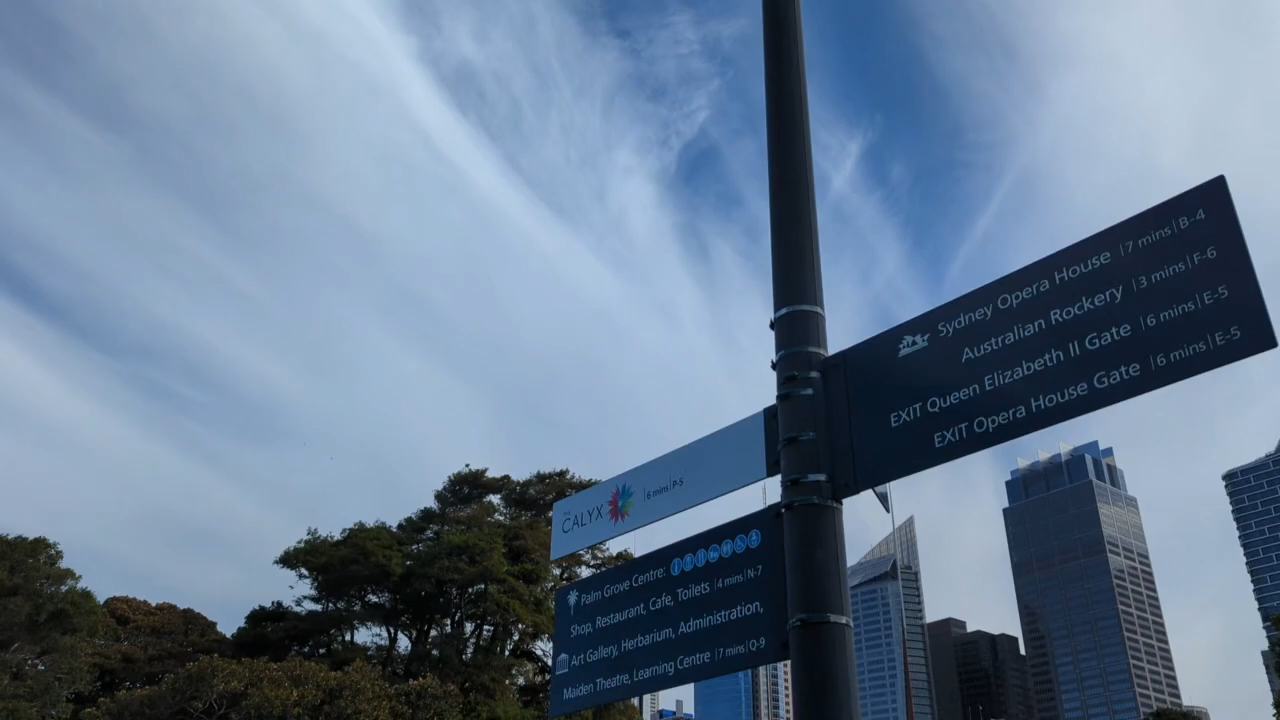 Sydney Opera House |7 mins|B-4
Australian Rockery |3 mins|F-6
EXIT Queen Elizabeth II Gate |6 mins|E-5
EXIT Opera House Gate |6 mins|E-5
THE
CALYX |6 mins|P-5
Palm Grove Centre:
Shop, Restaurant, Cafe, Toilets |4 mins|N-7
Art Gallery, Herbarium, Administration,
Maiden Theatre, Learning Centre |7 mins|Q-9